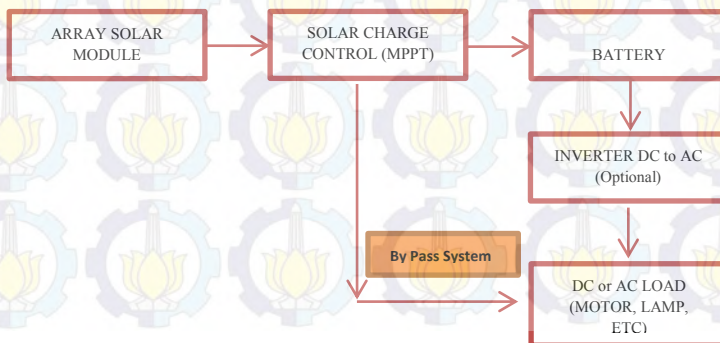 ARRAY SOLAR
MODULE
SOLAR CHARGE
CONTROL (MPPT)
BATTERY
INVERTER DC to AC
(Optional)
By Pass System
DC or AC LOAD
(MOTOR, LAMP,
ETC)